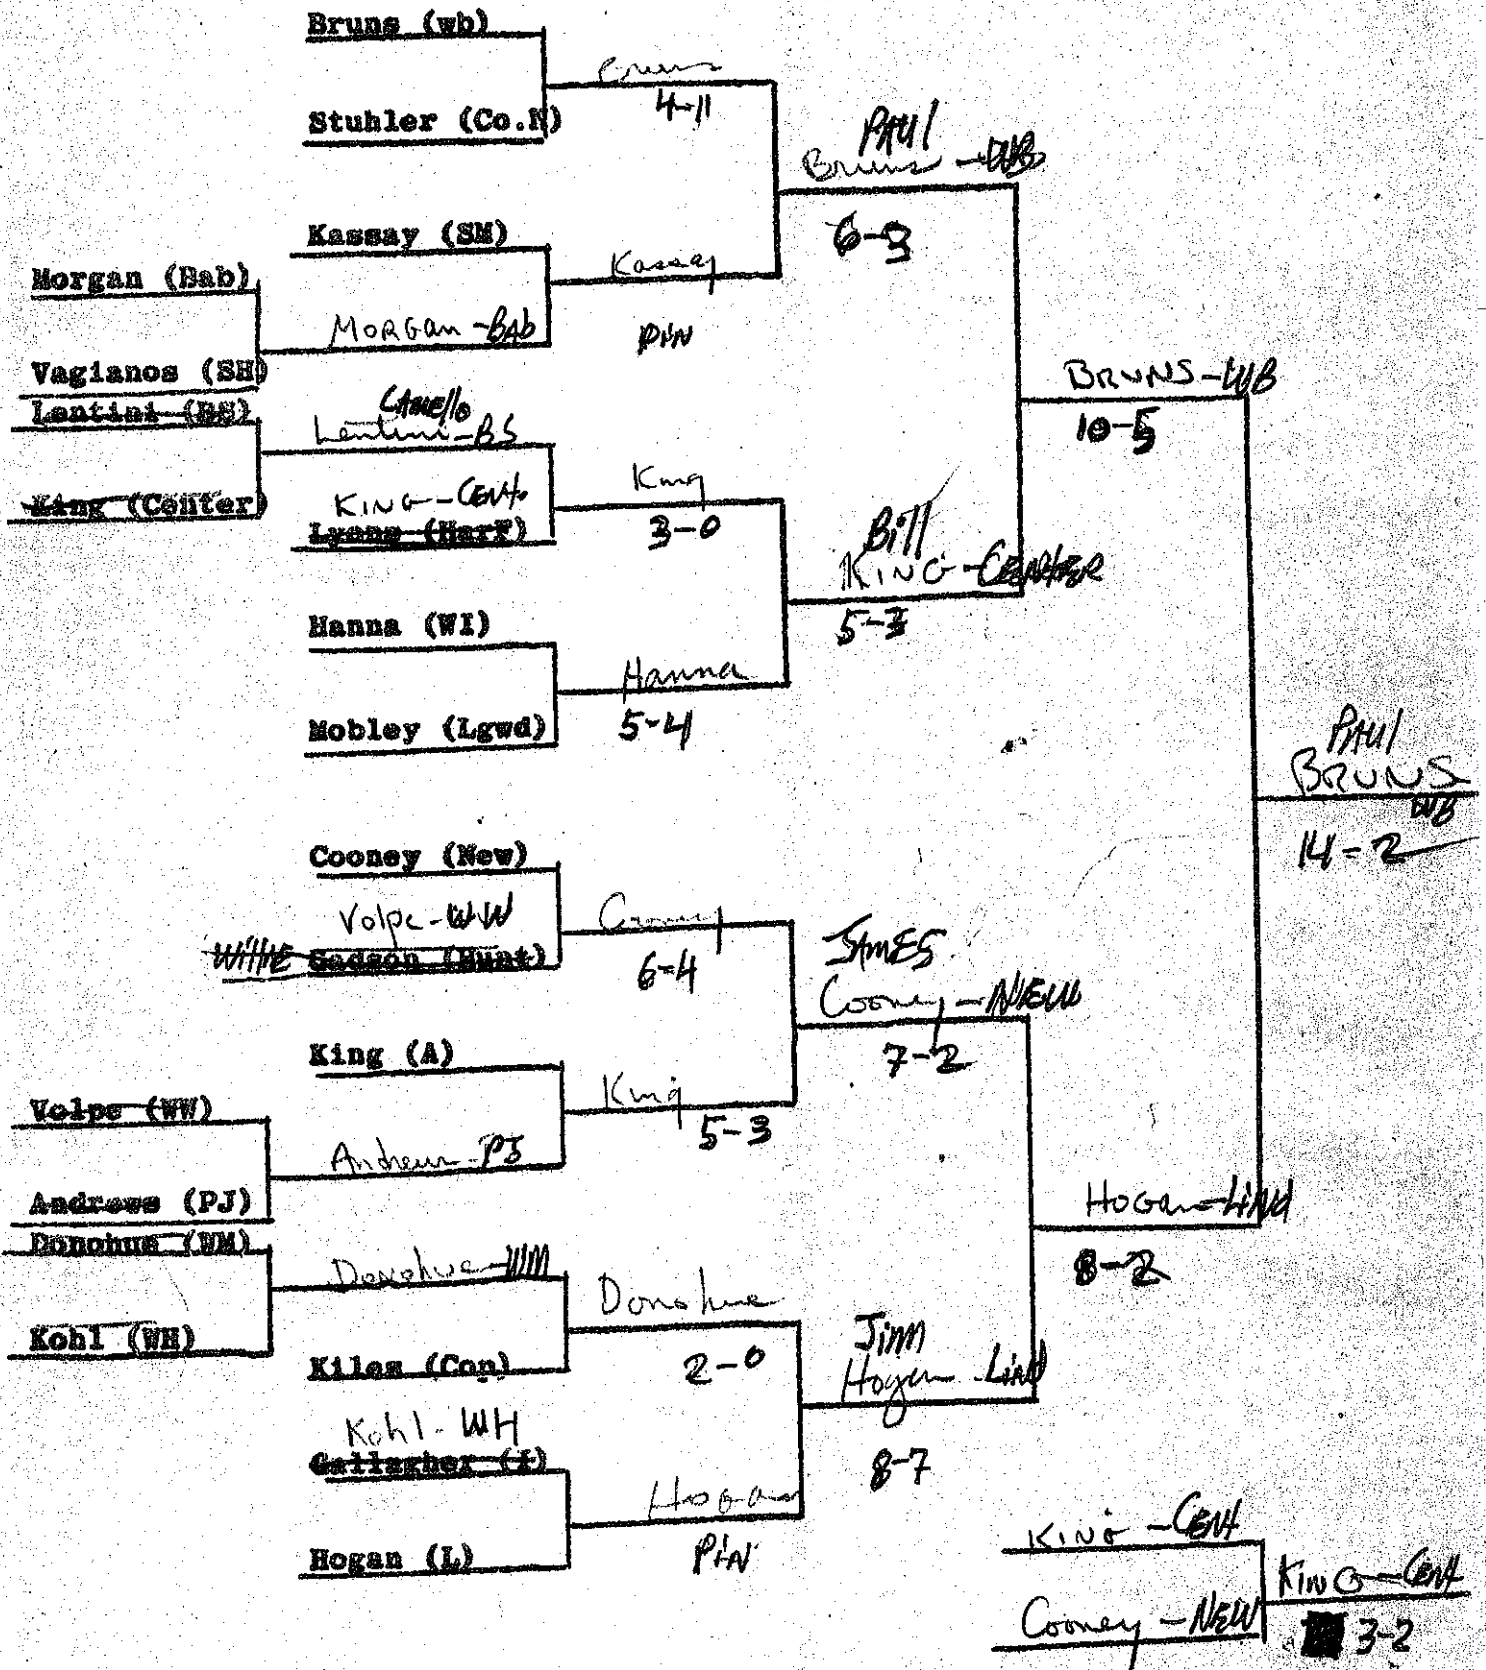 Bruns (wb)
Stuhler (Co.N)
4-11
PAUL
Bruns - WB
6-3
Kassay (SM)
Kassay
PiN
Morgan (Bab)
MORGan - BAb
Vagianos (SH)
Lentini (BS)
Lentini - BS
King (Center)
KING - CENt.
Lyons (HarF)
King
3-0
Bill
KING - CENtER
5-3
BRUNS - WB
10-5
Hanna (WI)
Hanna
5-4
Mobley (Lgwd)
PAUL
BRUNS
WB
14-2
Cooney (New)
Volpe - WW
Willie Gadson (Hunt)
Cooney
6-4
JAMES
Cooney - NEW
7-2
King (A)
King
5-3
Volpe (WW)
Andrews - PJ
Andrews (PJ)
HOGan - LiNd
8-2
Donohue (WM)
Donohue - WM
Donohue
2-0
Kohl (WH)
Kiles (Con)
Jim
Hogan - LiNd
8-7
Kohl - WH
Gallagher (I)
HOGan
PiN
Hogan (L)
KING - CENt
KING - CENt
3-2
Cooney - NEW